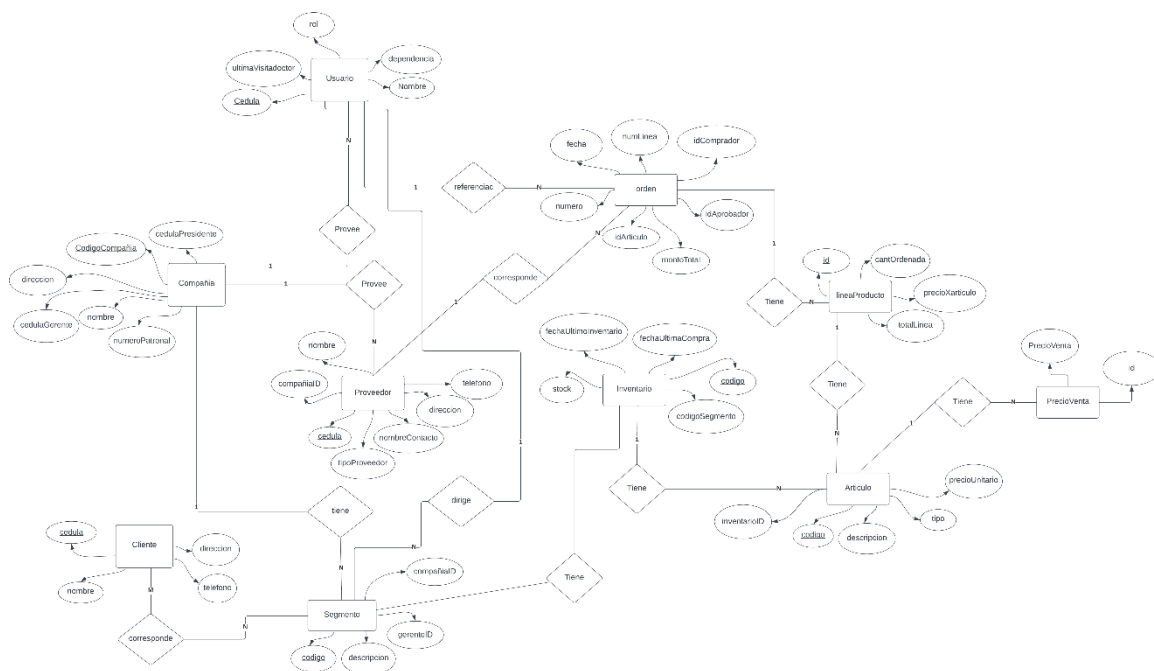 rol
ultimaVisitadoctor
dependencia
Usuario
Nombre
Cedula
N
Provee
1
1
referenciac
N
fecha
numLinea
idComprador
orden
numero
idAprobador
idArticulo
montoTotal
N
corresponde
1
cedulaPresidente
CodigoCompañia
direccion
Compañia
cedulaGerente
nombre
numeroPatronal
1
1
Provee
N
1
Tiene
N
id
cantOrdenada
lineaProducto
precioXarticulo
totalLinea
1
Tiene
N
nombre
compañiaID
Proveedor
telefono
direccion
cedula
nombreContacto
tipoProveedor
fechaUltimoInventario
fechaUltimaCompra
stock
Inventario
codigo
codigoSegmento
1
Tiene
N
PrecioVenta
id
PrecioVenta
N
Tiene
1
Articulo
precioUnitario
inventarioID
codigo
descripcion
tipo
1
dirige
N
1
tiene
N
cedula
Cliente
direccion
nombre
telefono
M
corresponde
N
compañiaID
Segmento
gerenteID
codigo
descripcion
Tiene
1